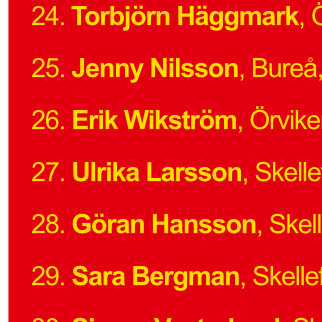 24. Torbjörn Häggmark,
25. Jenny Nilsson, Bureå,
26. Erik Wikström, Örvike
27. Ulrika Larsson, Skelle
28. Göran Hansson, Skell
29. Sara Bergman, Skellef